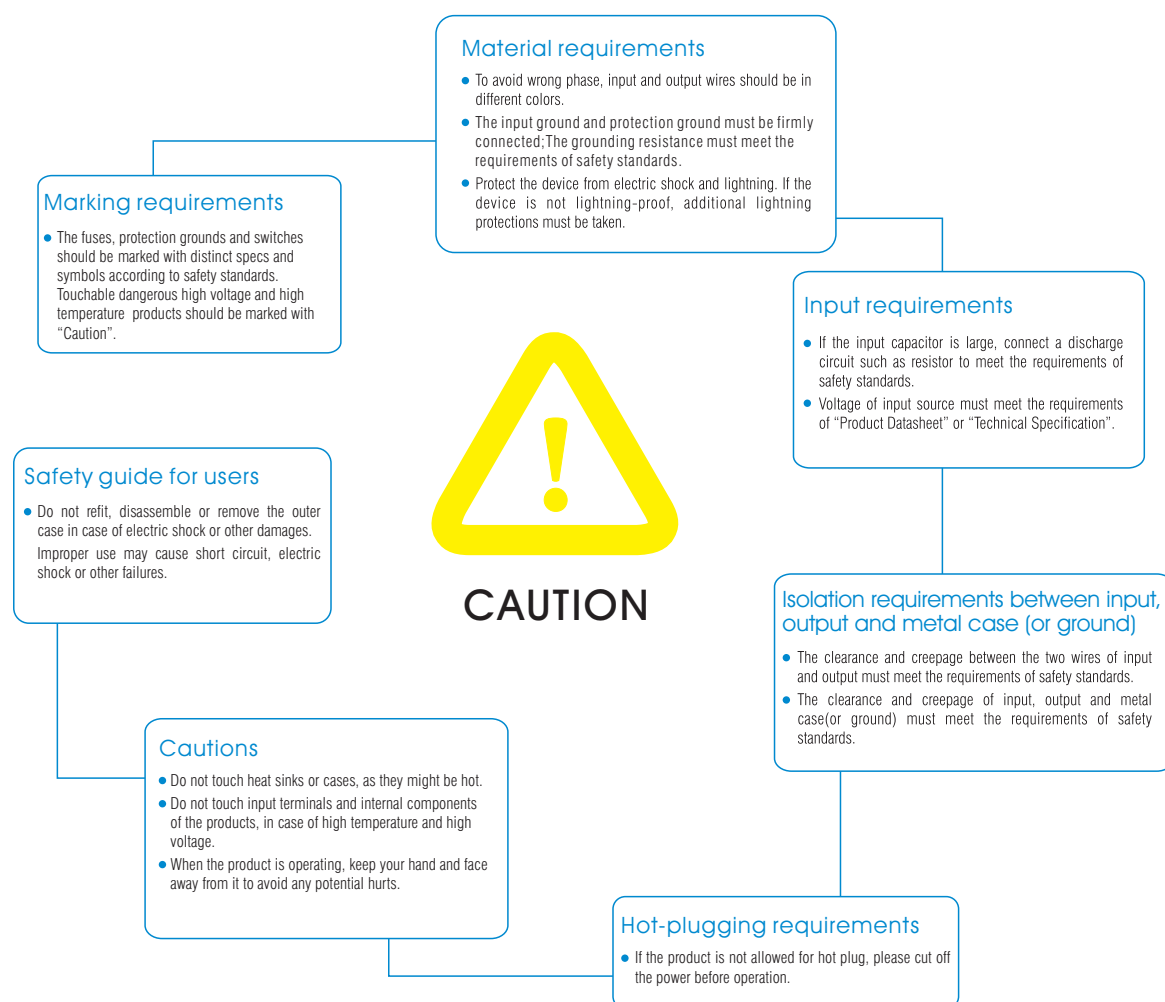 Material requirements
To avoid wrong phase, input and output wires should be in
different colors.
The input ground and protection ground must be firmly
connected;The grounding resistance must meet the
requirements of safety standards.
Protect the device from electric shock and lightning. If the
device is not lightning-proof, additional lightning
protections must be taken.
Marking requirements
The fuses, protection grounds and switches
should be marked with distinct specs and
symbols according to safety standards.
Touchable dangerous high voltage and high
temperature products should be marked with
“Caution”.
Input requirements
If the input capacitor is large, connect a discharge
circuit such as resistor to meet the requirements of
safety standards.
Voltage of input source must meet the requirements
of “Product Datasheet” or “Technical Specification”.
Safety guide for users
Do not refit, disassemble or remove the outer
case in case of electric shock or other damages.
Improper use may cause short circuit, electric
shock or other failures.
CAUTION
Isolation requirements between input,
output and metal case (or ground)
The clearance and creepage between the two wires of input
and output must meet the requirements of safety standards.
The clearance and creepage of input, output and metal
case(or ground) must meet the requirements of safety
standards.
Cautions
Do not touch heat sinks or cases, as they might be hot.
Do not touch input terminals and internal components
of the products, in case of high temperature and high
voltage.
When the product is operating, keep your hand and face
away from it to avoid any potential hurts.
Hot-plugging requirements
If the product is not allowed for hot plug, please cut off
the power before operation.